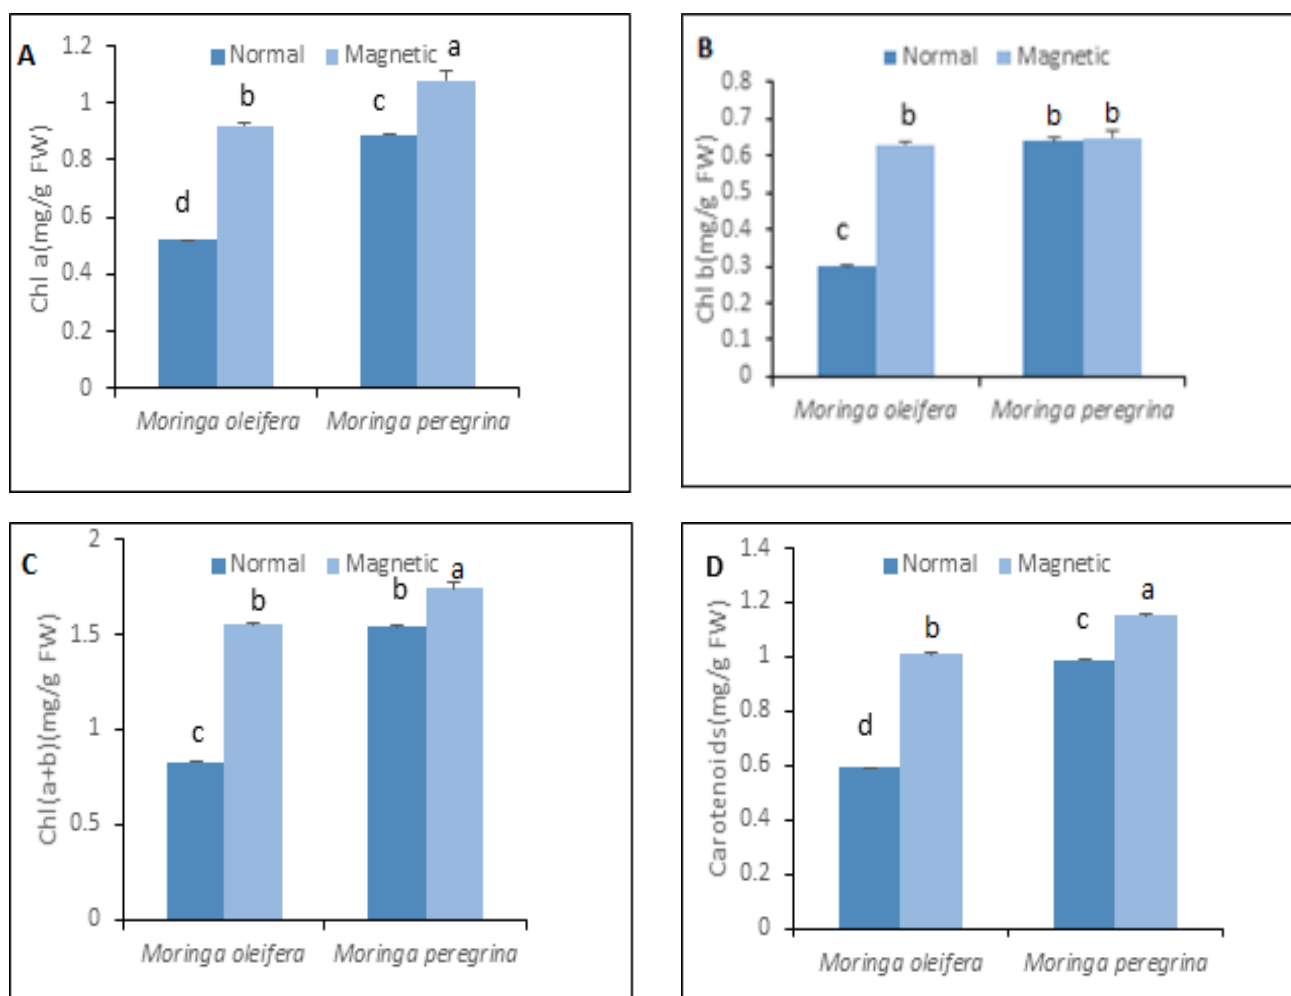 A
Normal Magnetic
a
b
c
d
1.2
1
0.8
0.6
0.4
0.2
0
Chl a(mg/g FW)
Moringa oleifera Moringa peregrina
B
Normal Magnetic
b
b
b
c
0.8
0.7
0.6
0.5
0.4
0.3
0.2
0.1
0
Chl b(mg/g FW)
Moringa oleifera Moringa peregrina
C
Normal Magnetic
a
b
b
c
2
1.5
1
0.5
0
Chl(a+b)(mg/g FW)
Moringa oleifera Moringa peregrina
D
Normal Magnetic
a
b
c
d
1.4
1.2
1
0.8
0.6
0.4
0.2
0
Carotenoids(mg/g FW)
Moringa oleifera Moringa peregrina